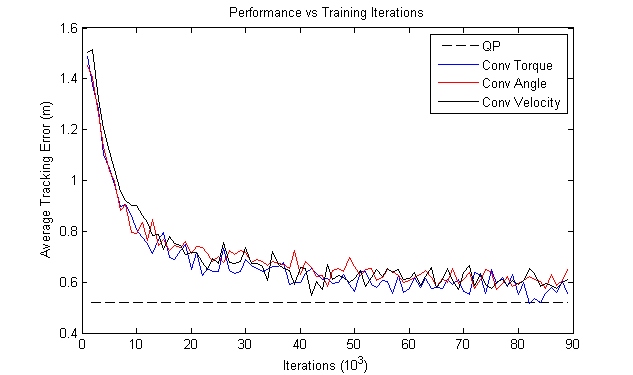 Performance vs Training Iterations
1.6
1.4
1.2
1
0.8
0.6
0.4
Average Tracking Error (m)
QP
Conv Torque
Conv Angle
Conv Velocity
0 10 20 30 40 50 60 70 80 90
Iterations (10³)